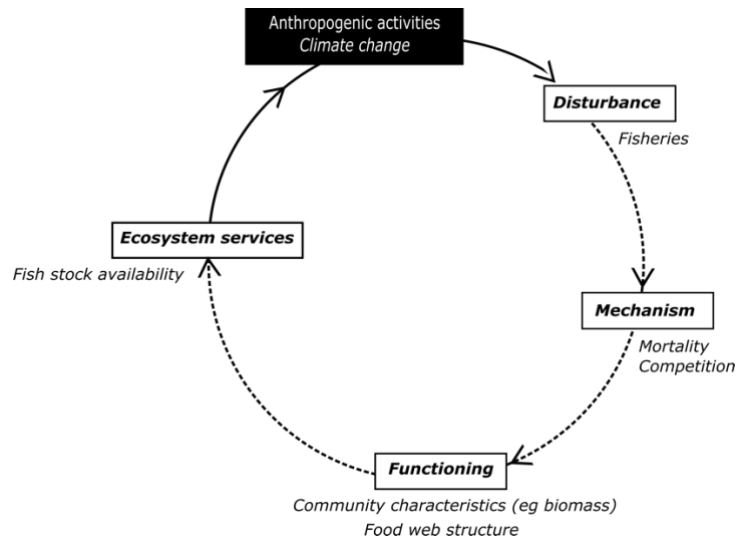 Anthropogenic activities
Climate change
Disturbance
Fisheries
Mechanism
Mortality
Competition
Functioning
Community characteristics (eg biomass)
Food web structure
Ecosystem services
Fish stock availability